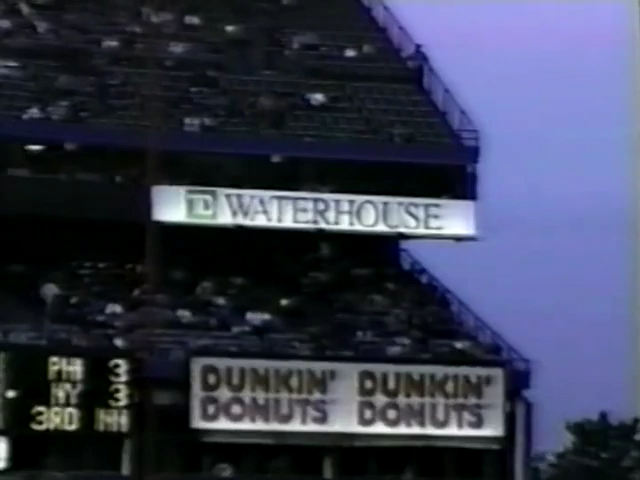 TD WATERHOUSE
PHI 3
NY 3
3RD INN
DUNKIN' DUNKIN'
DONUTS DONUTS